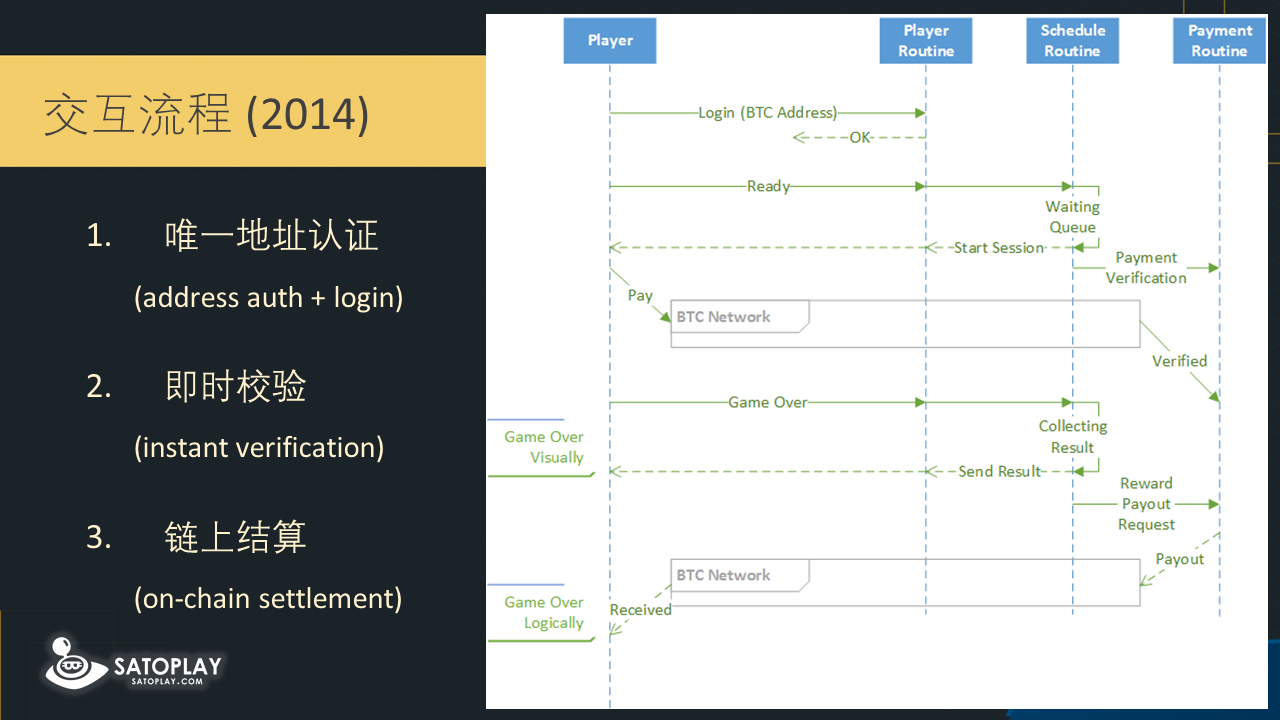 交互流程 (2014)
1. 唯一地址认证
(address auth + login)
2. 即时校验
(instant verification)
3. 链上结算
(on-chain settlement)
SATOPLAY
SATOPLAY.COM
Player
Player
Routine
Schedule
Routine
Payment
Routine
Login (BTC Address)
OK
Ready
Waiting
Queue
Start Session
Payment
Verification
Pay
BTC Network
Verified
Game Over
Collecting
Result
Game Over
Visually
Send Result
Reward
Payout
Request
Payout
BTC Network
Game Over
Logically
Received